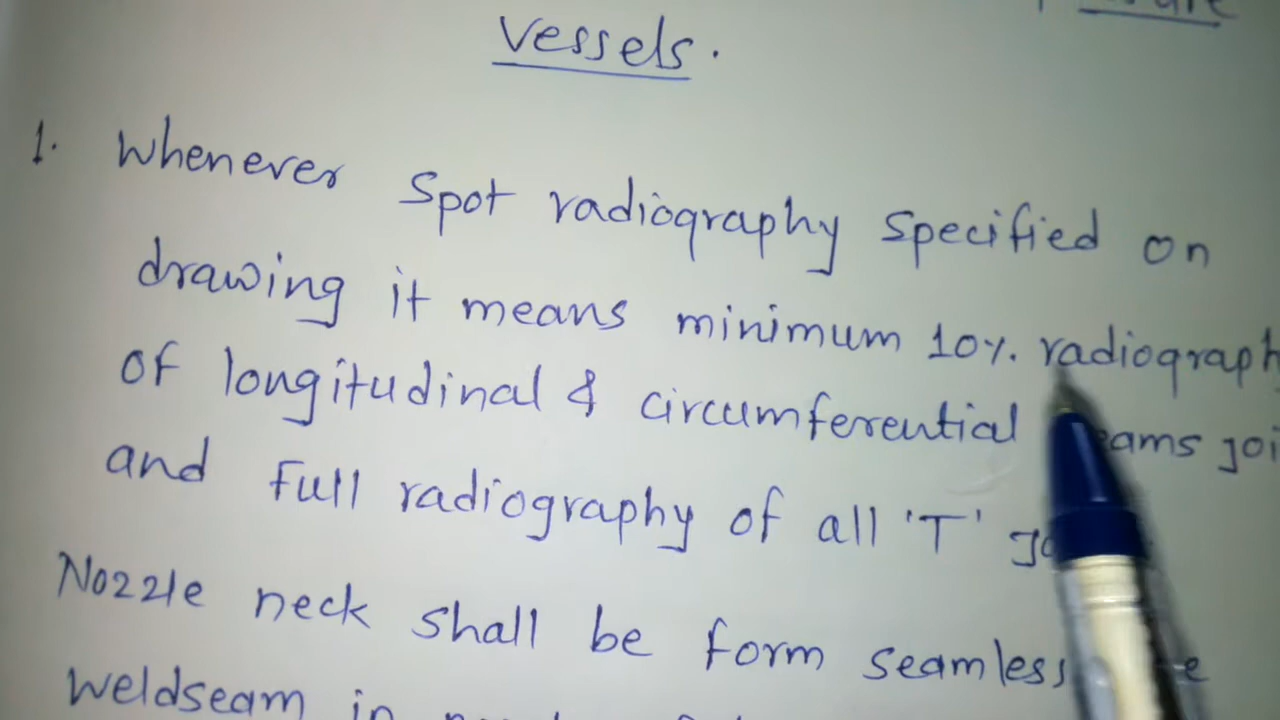 Vessels.
1. Whenever Spot radiography specified on
drawing it means minimum 10%. radiograph
of longitudinal & circumferential
and Full radiography of all 'T'
Nozzle neck shall be form seamless
weldseam in